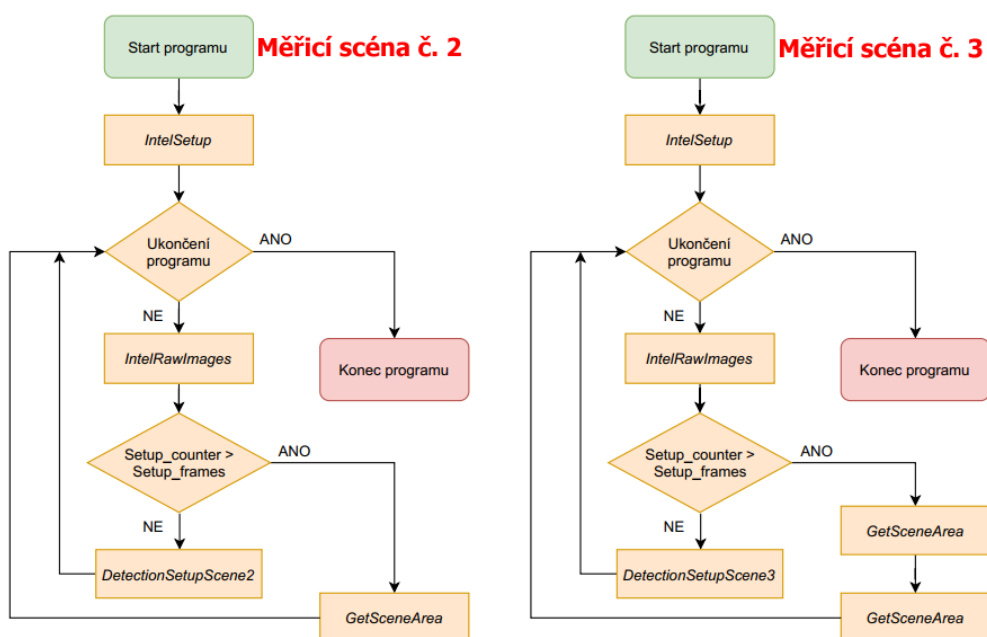 Start programu
Měřicí scéna č. 2
IntelSetup
Ukončení
programu
ANO
NE
IntelRawImages
Konec programu
Setup_counter >
Setup_frames
ANO
NE
DetectionSetupScene2
GetSceneArea
Start programu
Měřicí scéna č. 3
IntelSetup
Ukončení
programu
ANO
NE
IntelRawImages
Konec programu
Setup_counter >
Setup_frames
ANO
NE
GetSceneArea
DetectionSetupScene3
GetSceneArea